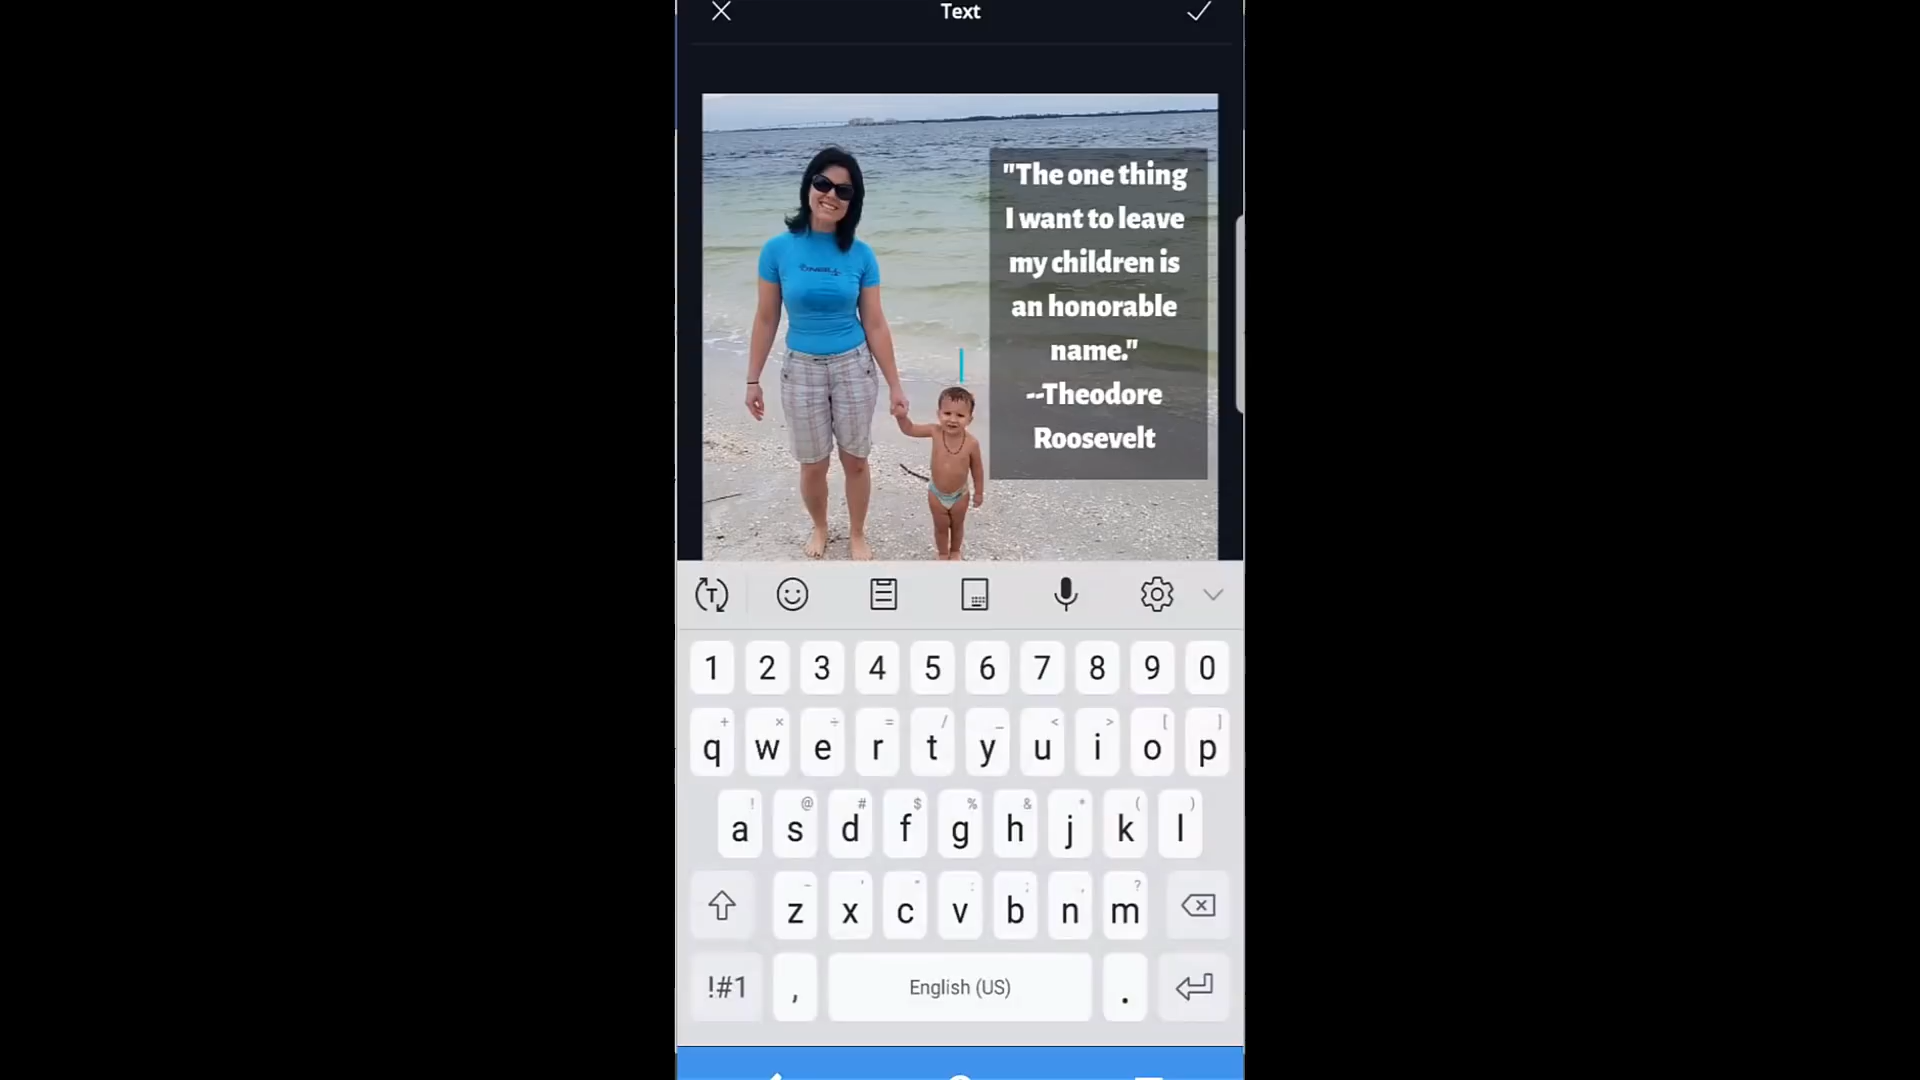 Text
"The one thing
I want to leave
my children is
an honorable
name."
--Theodore
Roosevelt
O'NEILL
T
1 2 3 4 5 6 7 8 9 0
+ × ÷ = / _ < > [ ]
q w e r t y u i o p
! @ # $ % & * ( )
a s d f g h j k l
- ' " : ; , ?
z x c v b n m
!#1 , English (US) .